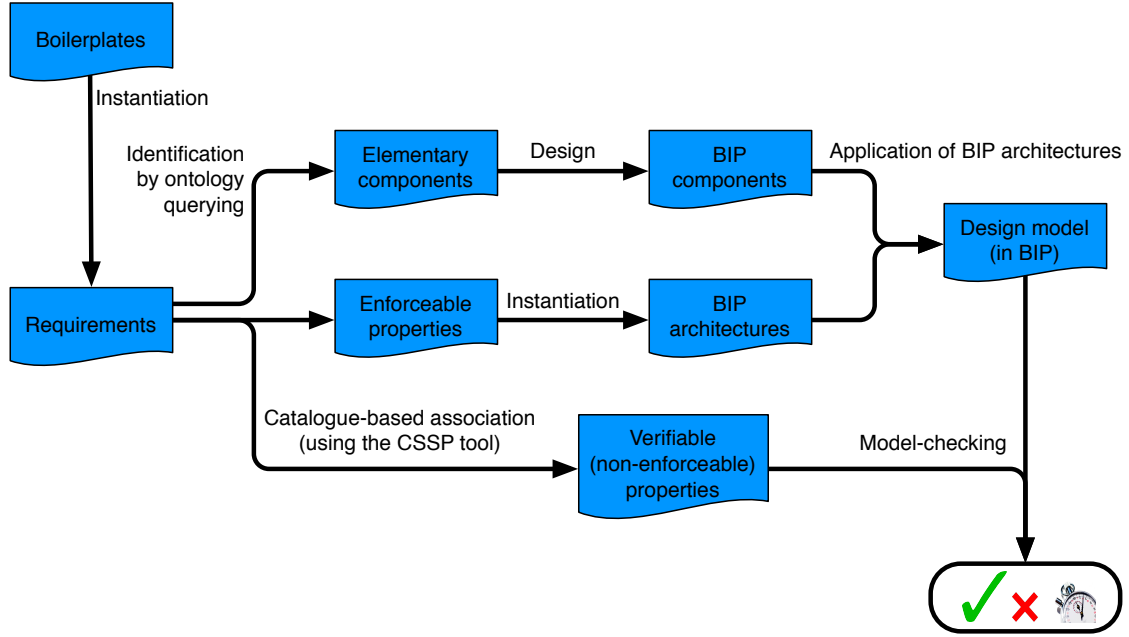 Boilerplates
Instantiation
Identification
by ontology
querying
Elementary
components
Design
BIP
components
Application of BIP architectures
Design model
(in BIP)
Requirements
Enforceable
properties
Instantiation
BIP
architectures
Catalogue-based association
(using the CSSP tool)
Verifiable
(non-enforceable)
properties
Model-checking